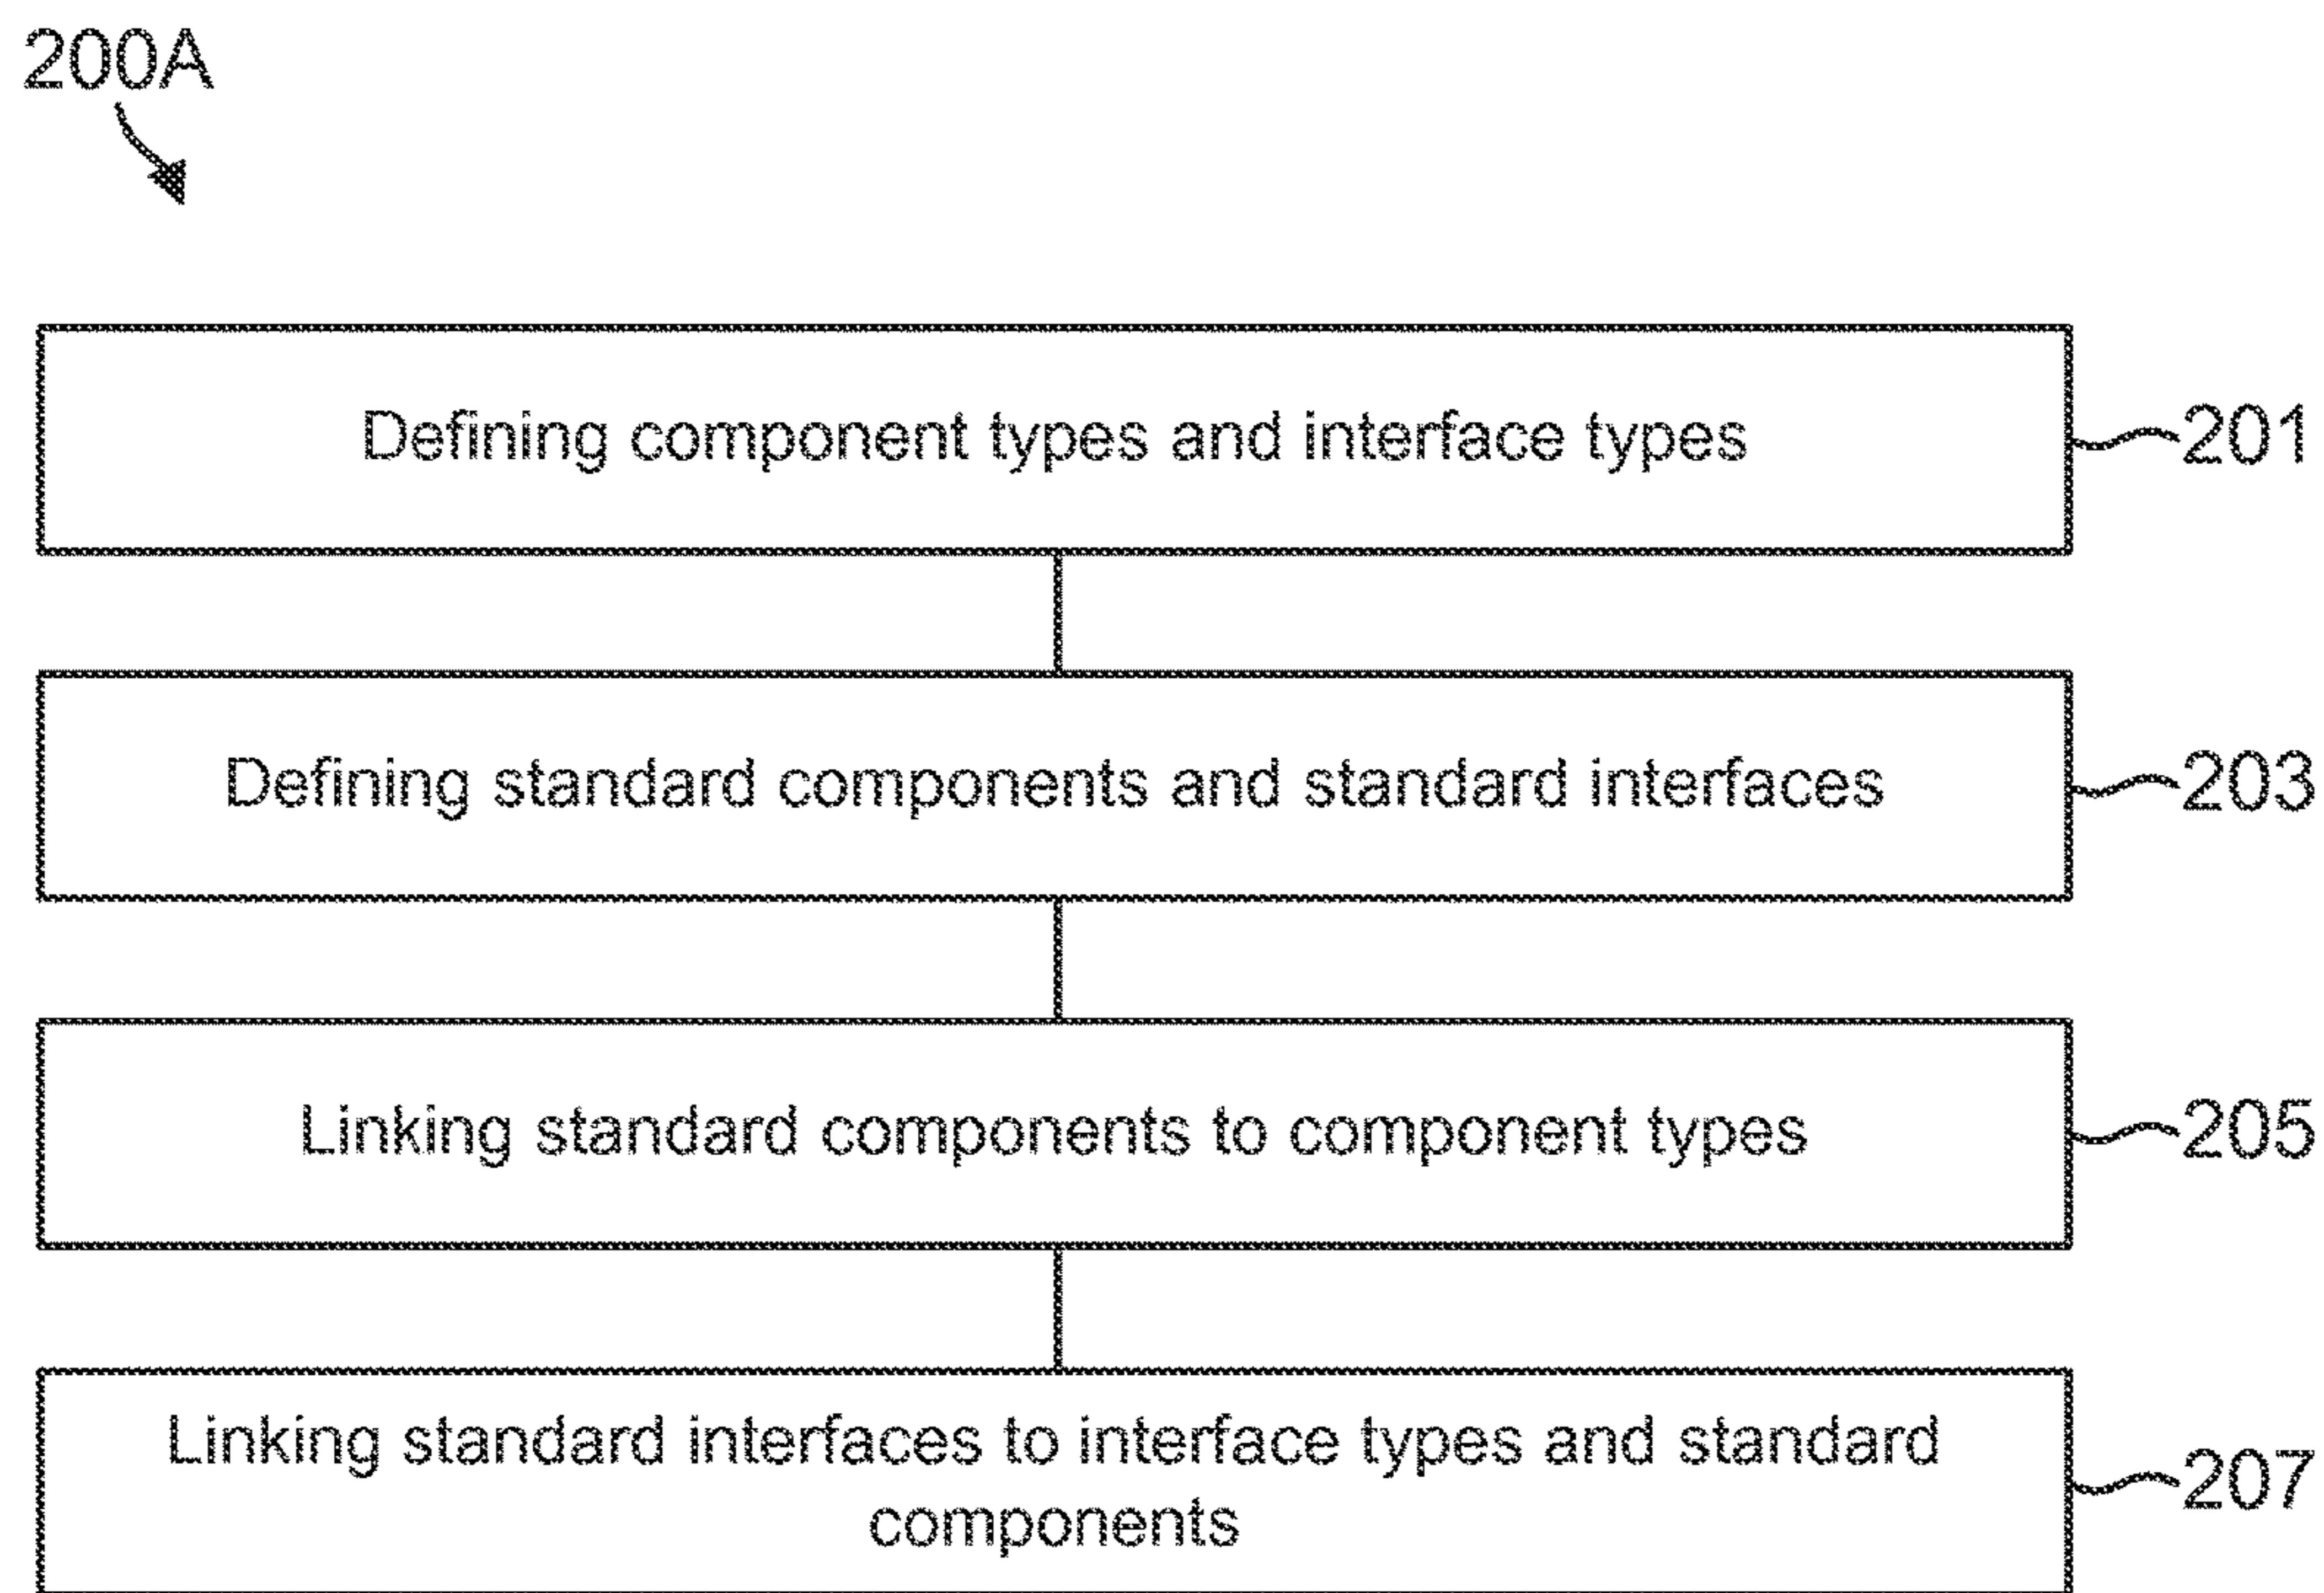 200A
Defining component types and interface types
201
Defining standard components and standard interfaces
203
Linking standard components to component types
205
Linking standard interfaces to interface types and standard
components
207